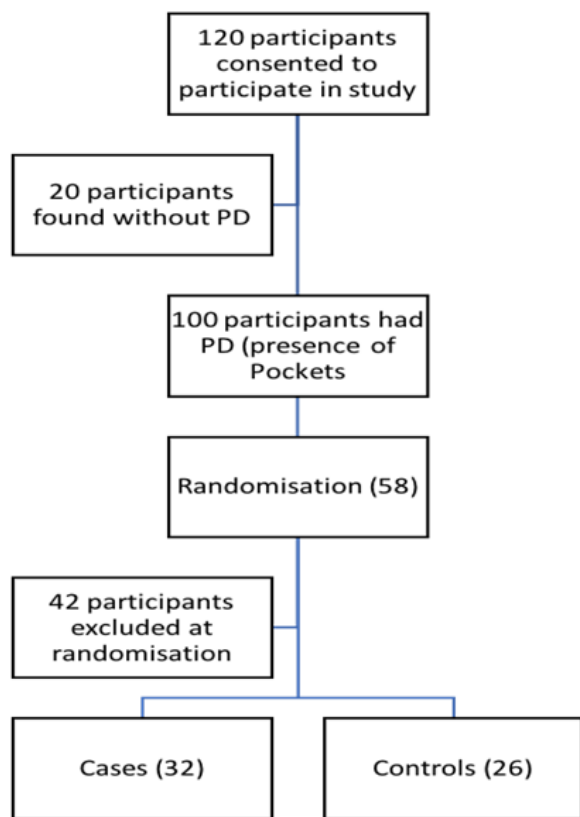 120 participants
consented to
participate in study
20 participants
found without PD
100 participants had
PD (presence of
Pockets
Randomisation (58)
42 participants
excluded at
randomisation
Cases (32)
Controls (26)